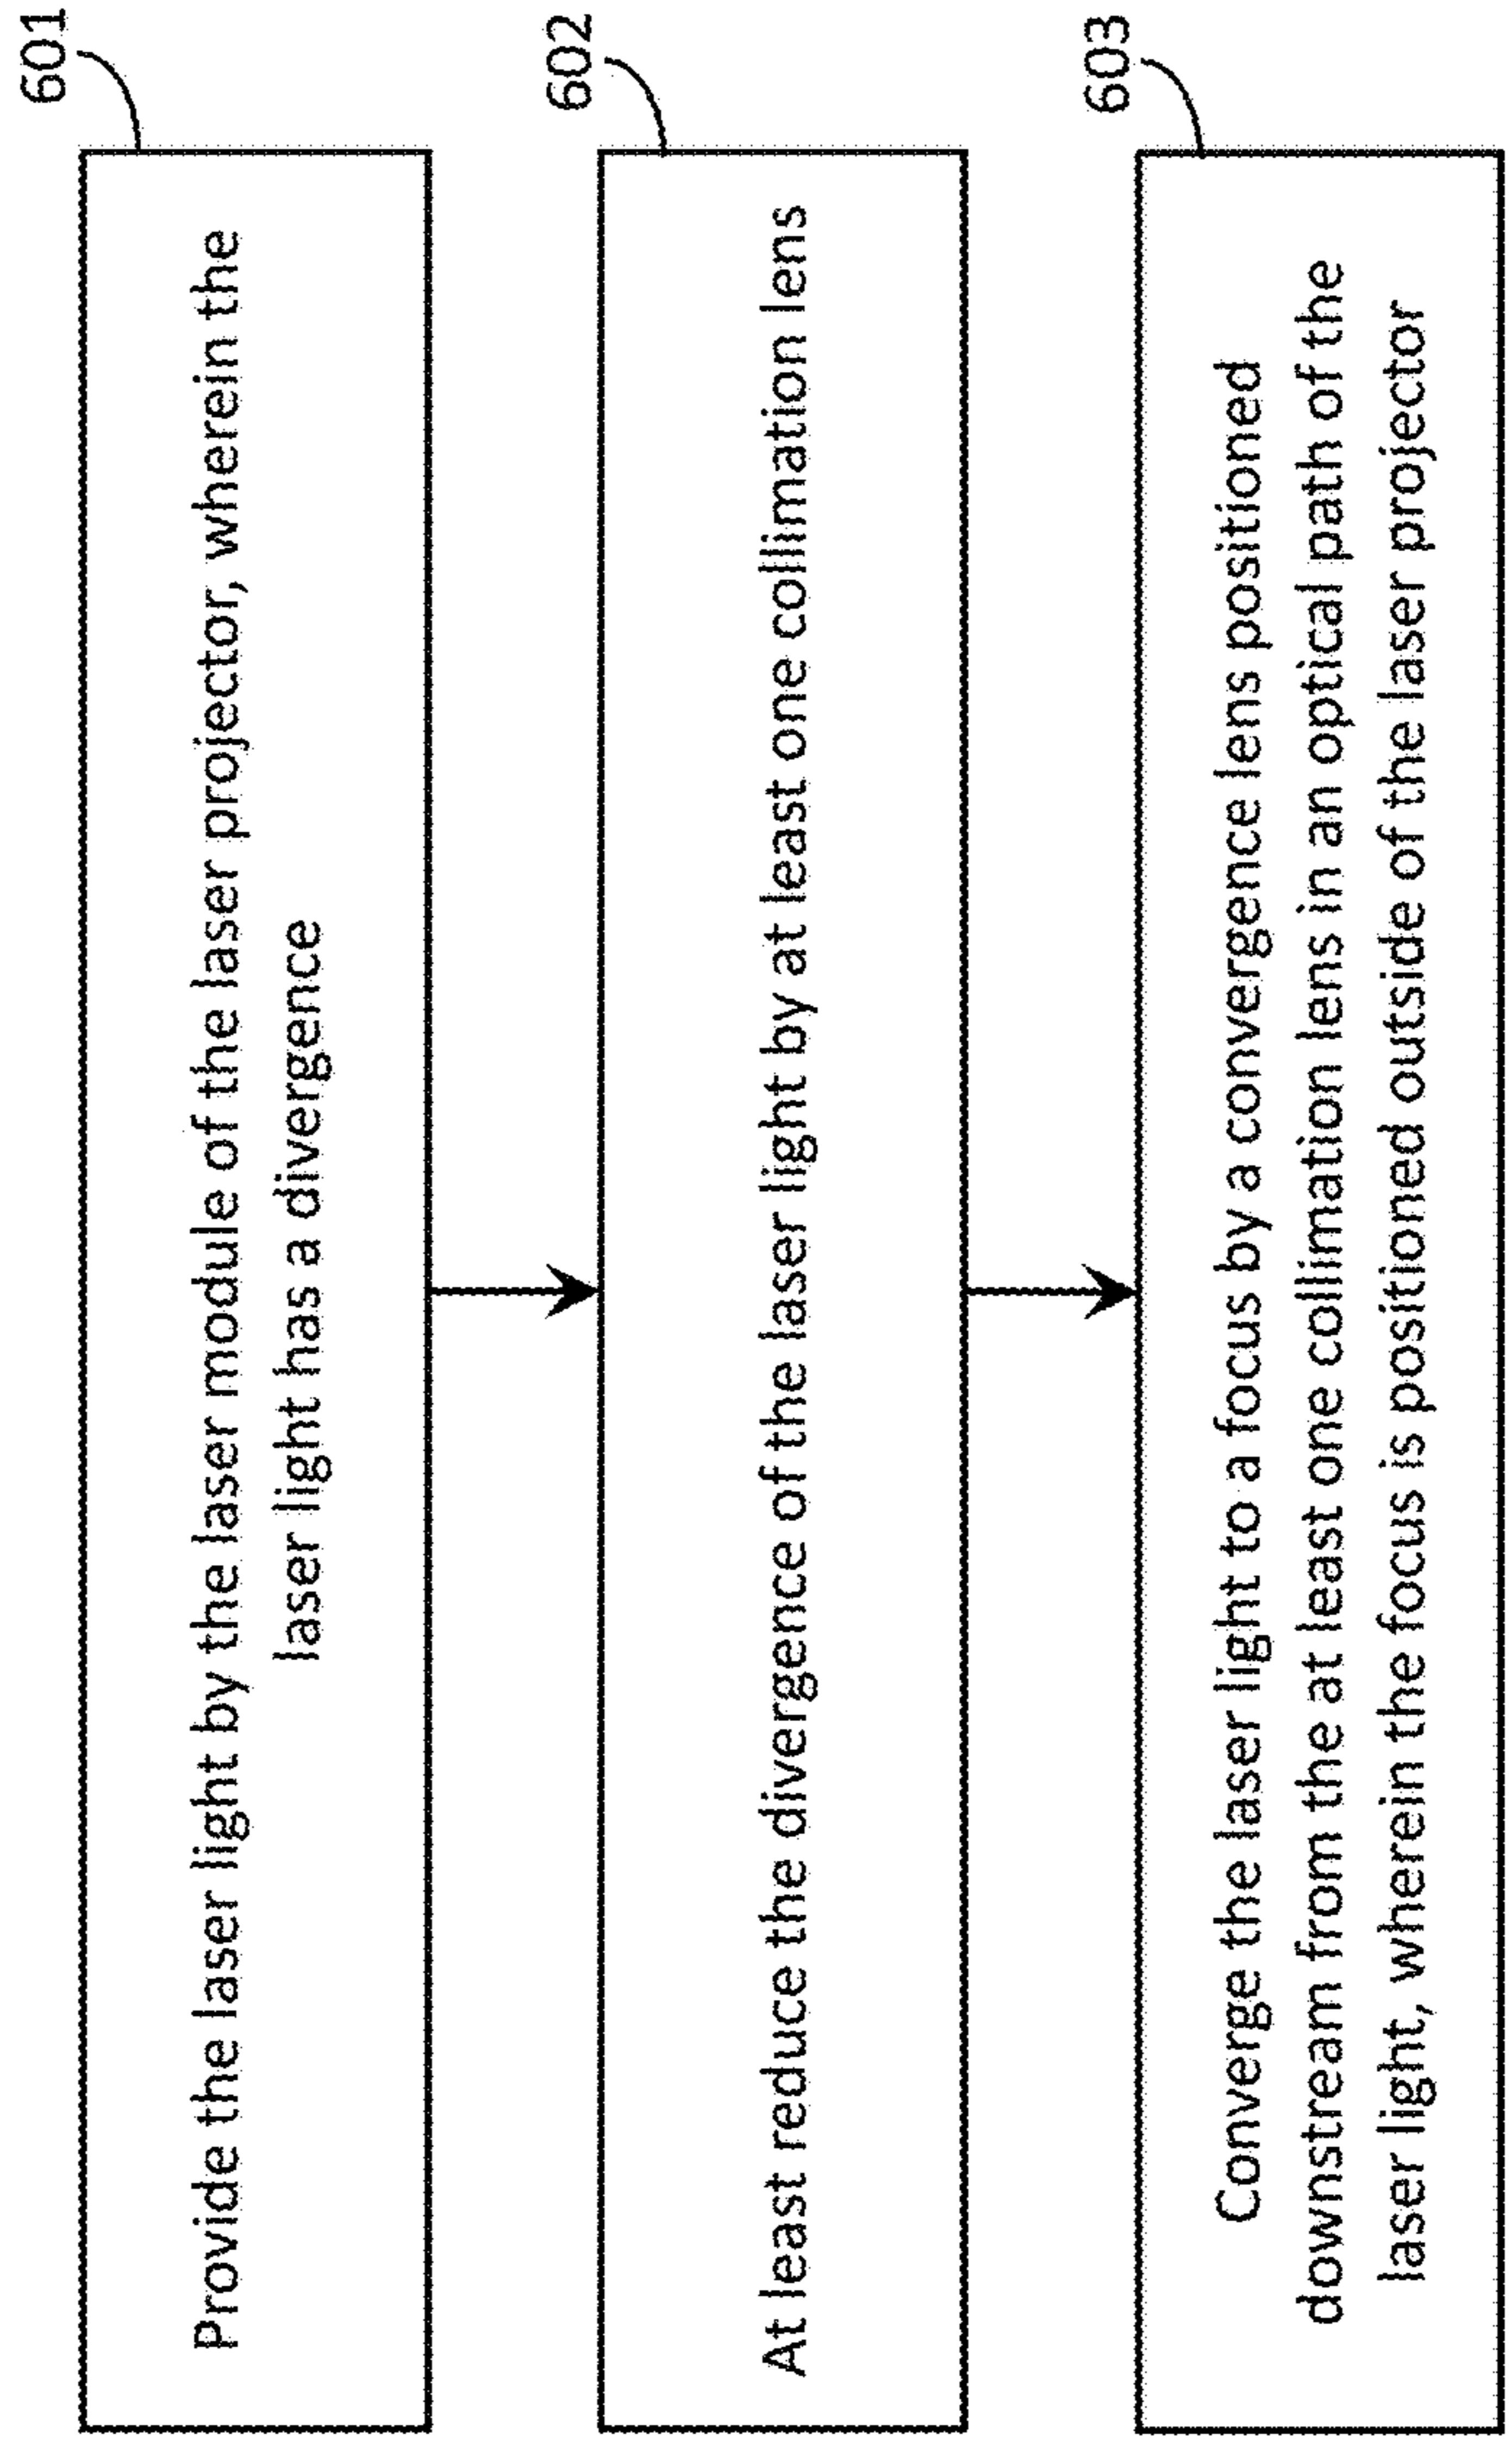 601
Provide the laser light by the laser module of the laser projector, wherein the
laser light has a divergence
602
At least reduce the divergence of the laser light by at least one collimation lens
603
Converge the laser light to a focus by a convergence lens positioned
downstream from the at least one collimation lens in an optical path of the
laser light, wherein the focus is positioned outside of the laser projector